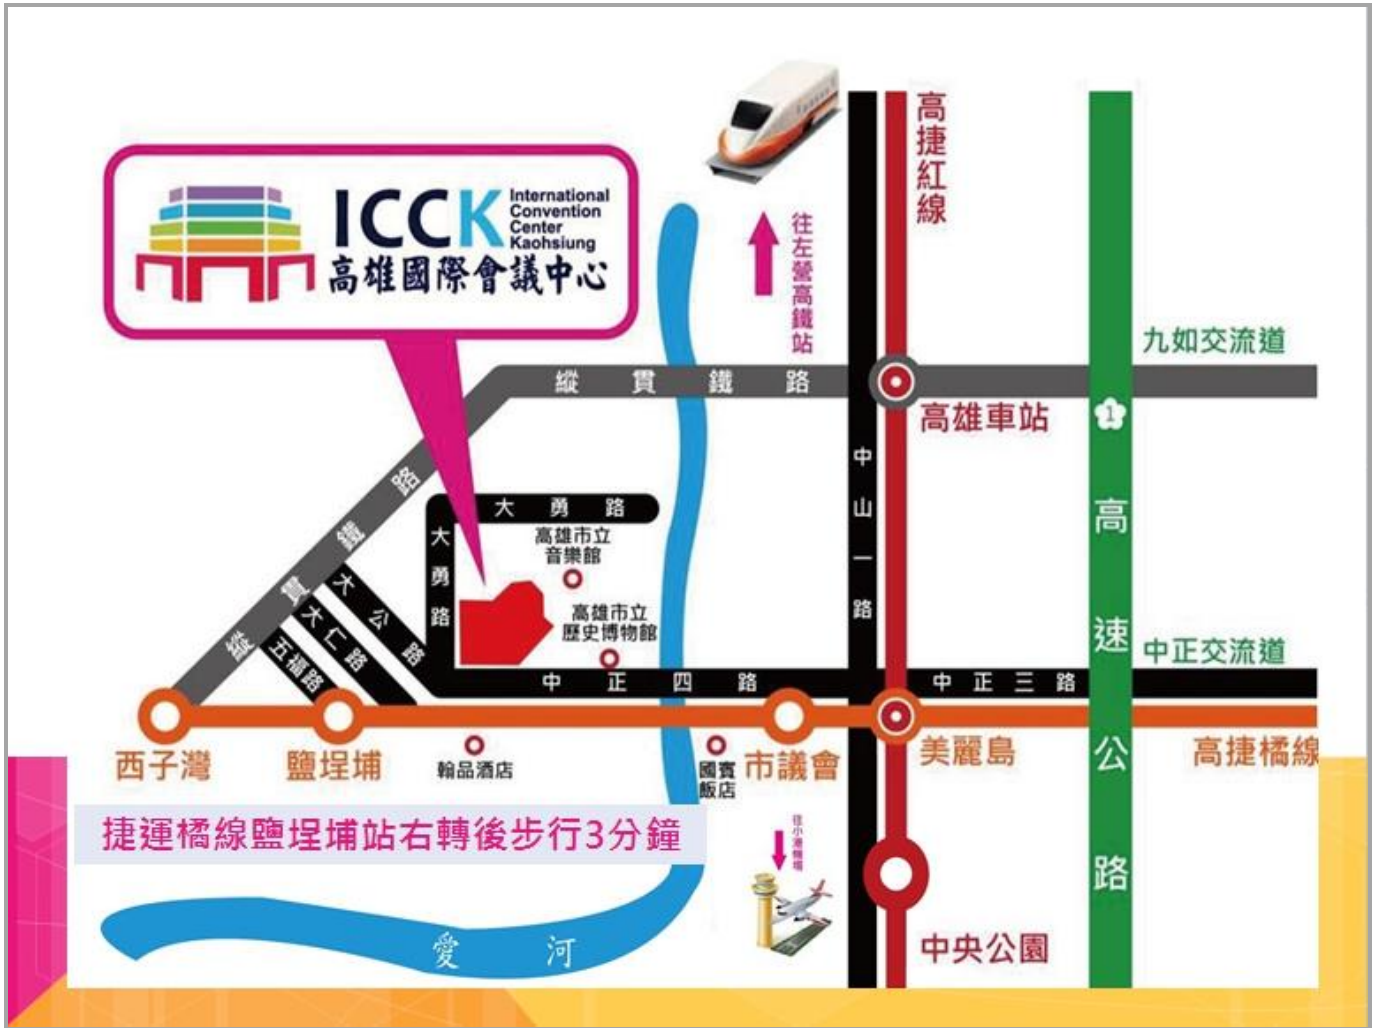 高捷紅線
ICCK
International
Convention
Center
Kaohsiung
高雄國際會議中心
往左營高鐵站
九如交流道
縱貫鐵路
高雄車站
1
高速公路
中山一路
縱貫鐵路
大勇路
大勇路
高雄市立
音樂館
高雄市立
歷史博物館
大公路
大仁路
五福路
中正四路
中正三路
中正交流道
西子灣
鹽埕埔
翰品酒店
國賓
飯店
市議會
美麗島
高捷橘線
捷運橘線鹽埕埔站右轉後步行3分鐘
往小港機場
愛河
中央公園